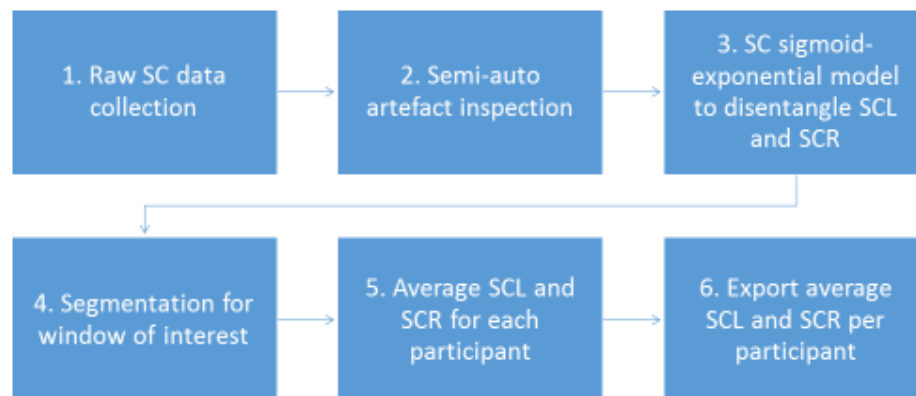 1. Raw SC data
collection
2. Semi-auto
artefact inspection
3. SC sigmoid-
exponential model
to disentangle SCL
and SCR
4. Segmentation for
window of interest
5. Average SCL and
SCR for each
participant
6. Export average
SCL and SCR per
participant